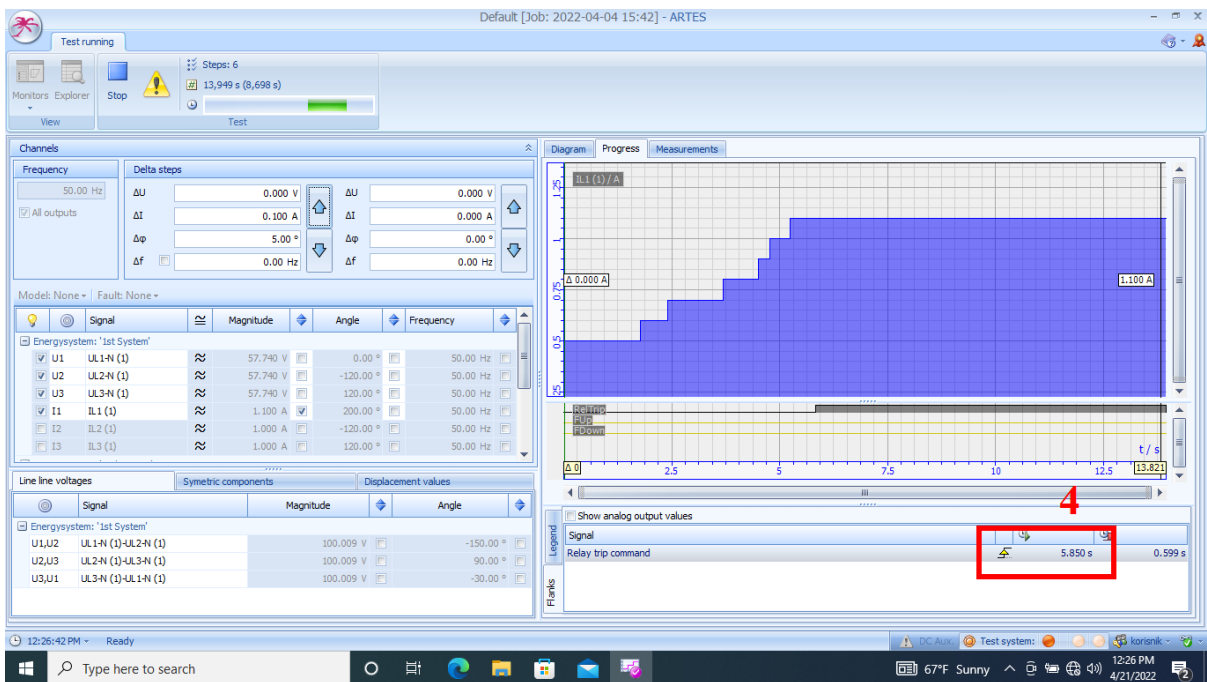 Default [Job: 2022-04-04 15:42] - ARTES
Test running
Monitors
Explorer
Stop
Steps: 6
13,949 s (8,698 s)
View
Test
Channels
Frequency
50.00 Hz
All outputs
Delta steps
ΔU 0.000 V ΔU 0.000 V
ΔI 0.100 A ΔI 0.000 A
Δφ 5.00 ° Δφ 0.00 °
Δf 0.00 Hz Δf 0.00 Hz
Model: None Fault: None
Signal Magnitude Angle Frequency
Energysystem: '1st System'
U1 UL1-N (1) 57.740 V 0.00 ° 50.00 Hz
U2 UL2-N (1) 57.740 V -120.00 ° 50.00 Hz
U3 UL3-N (1) 57.740 V 120.00 ° 50.00 Hz
I1 IL1 (1) 1.100 A 200.00 ° 50.00 Hz
I2 IL2 (1) 1.000 A -120.00 ° 50.00 Hz
I3 IL3 (1) 1.000 A 120.00 ° 50.00 Hz
Line line voltages Symetric components Displacement values
Signal Magnitude Angle
Energysystem: '1st System'
U1,U2 UL1-N (1)-UL2-N (1) 100.009 V -150.00 °
U2,U3 UL2-N (1)-UL3-N (1) 100.009 V 90.00 °
U3,U1 UL3-N (1)-UL1-N (1) 100.009 V -30.00 °
Diagram Progress Measurements
IL1 (1) / A
1.25
1
0.75
0.5
25
Δ 0.000 A
1.100 A
RelTrip
FUp
FDown
t / s
Δ 0 2.5 5 7.5 10 12.5 13.821
4
Show analog output values
Legend
Flanks
Signal
Relay trip command 5.850 s 0.599 s
12:26:42 PM Ready
DC Aux. Test system: korisnik
Type here to search
67°F Sunny
12:26 PM
4/21/2022
2